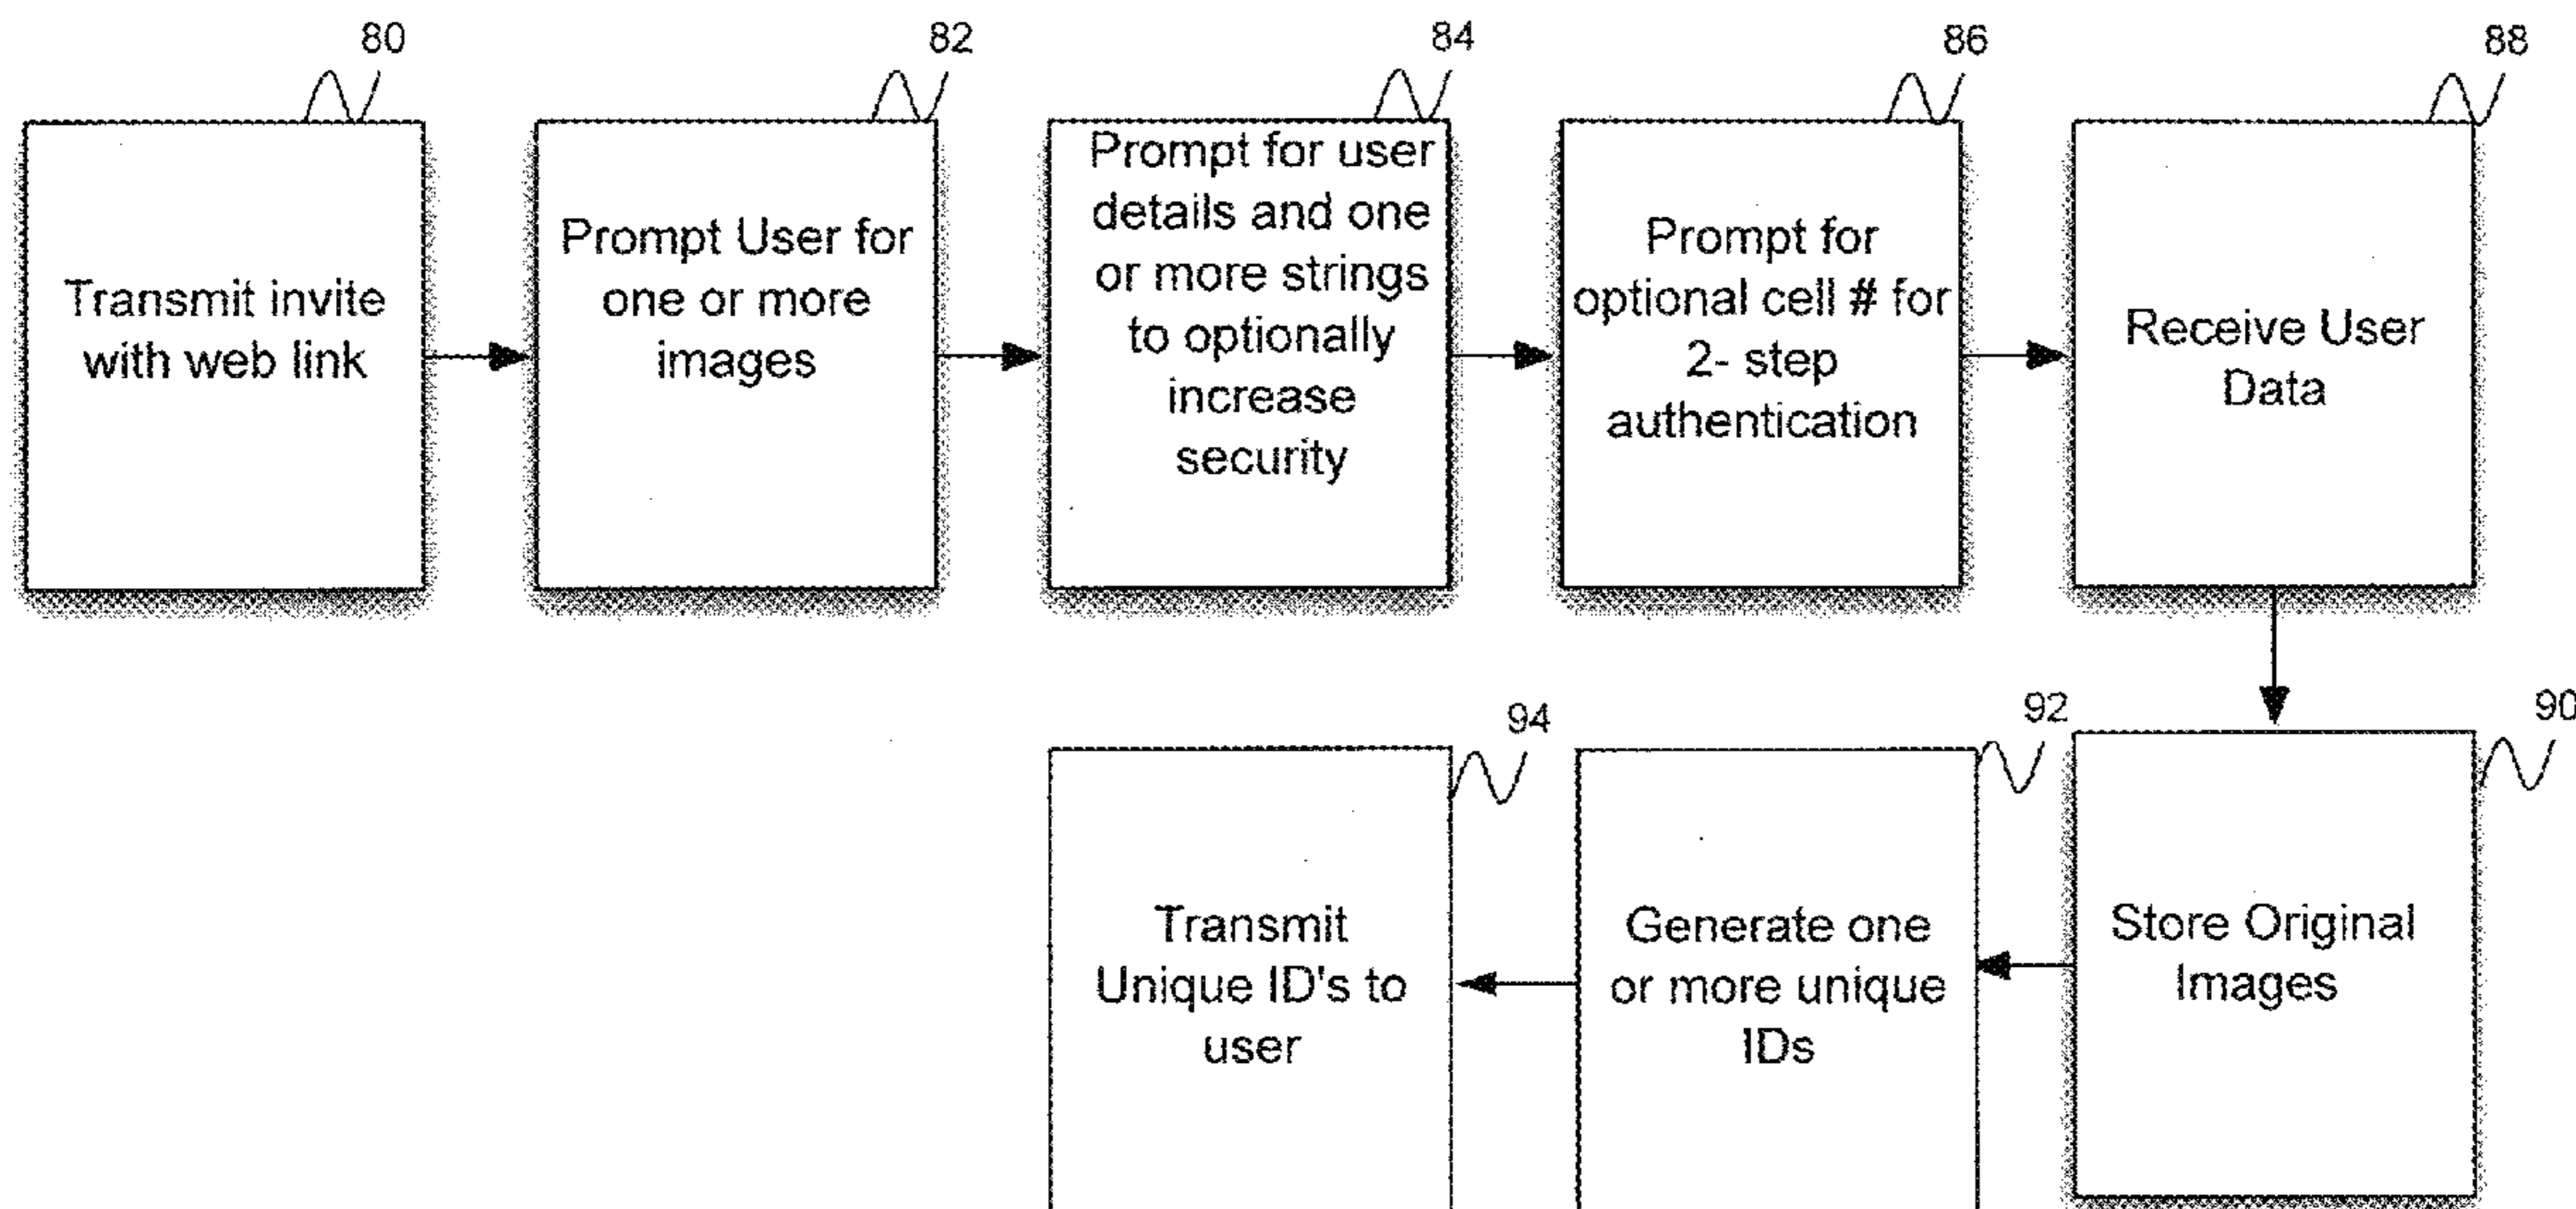 80
82
84
86
88
Transmit invite
with web link
Prompt User for
one or more
images
Prompt for user
details and one
or more strings
to optionally
increase
security
Prompt for
optional cell # for
2- step
authentication
Receive User
Data
94
92
90
Transmit
Unique ID's to
user
Generate one
or more unique
IDs
Store Original
Images